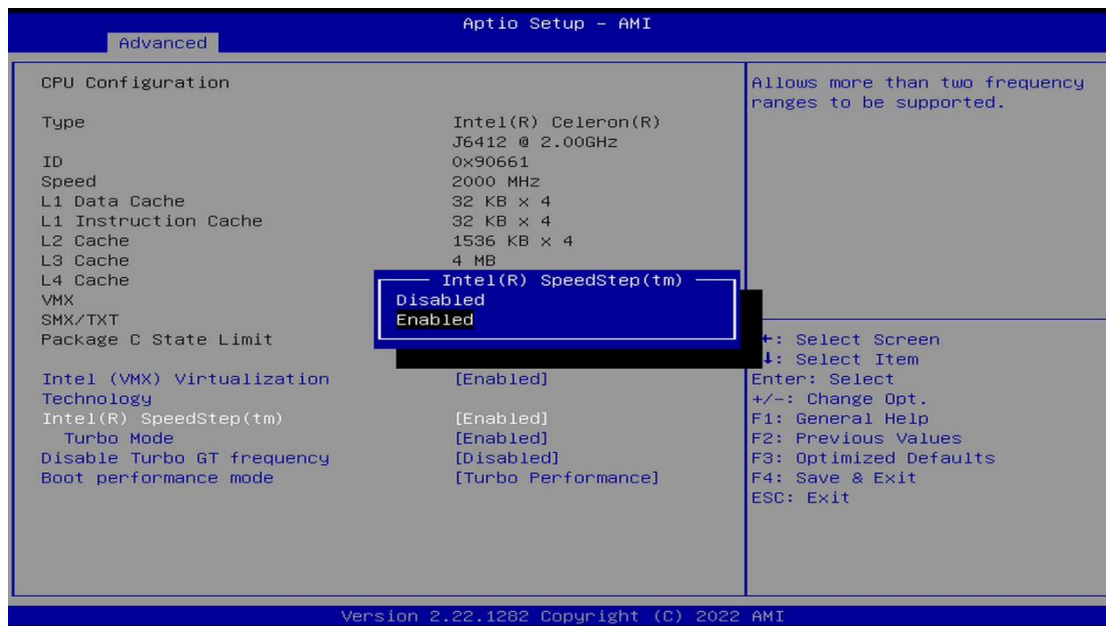 Aptio Setup – AMI
Advanced
CPU Configuration
Type Intel(R) Celeron(R)
J6412 @ 2.00GHz
ID 0x90661
Speed 2000 MHz
L1 Data Cache 32 KB x 4
L1 Instruction Cache 32 KB x 4
L2 Cache 1536 KB x 4
L3 Cache 4 MB
L4 Cache
VMX
SMX/TXT
Package C State Limit
Intel (VMX) Virtualization [Enabled]
Technology
Intel(R) SpeedStep(tm) [Enabled]
Turbo Mode [Enabled]
Disable Turbo GT frequency [Disabled]
Boot performance mode [Turbo Performance]
Intel(R) SpeedStep(tm)
Disabled
Enabled
Allows more than two frequency
ranges to be supported.
←: Select Screen
↓: Select Item
Enter: Select
+/-: Change Opt.
F1: General Help
F2: Previous Values
F3: Optimized Defaults
F4: Save & Exit
ESC: Exit
Version 2.22.1282 Copyright (C) 2022 AMI